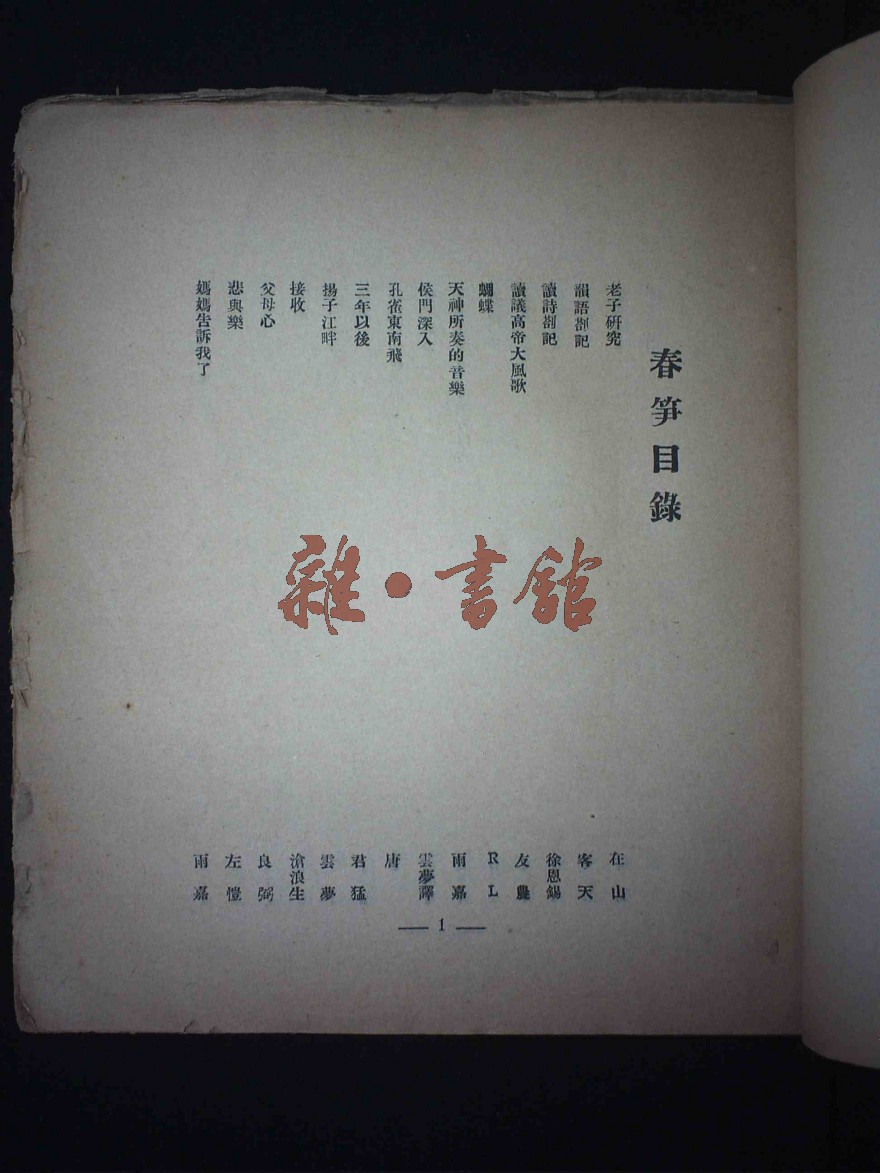 春笋目錄
老子研究 在山
韻語劄記 客天
讀詩劄記 徐恩錫
讀議高帝大風歌 友農
蝴蝶 RL
天神所奏的音樂 雨嘉
侯門深入 雲夢譯
孔雀東南飛 唐
三年以後 君猛
揚子江畔 雲夢
接收 滄浪生
父母心 良弼
悲與樂 左愷
媽媽告訴我了 雨嘉
— 1 —
雜·書館